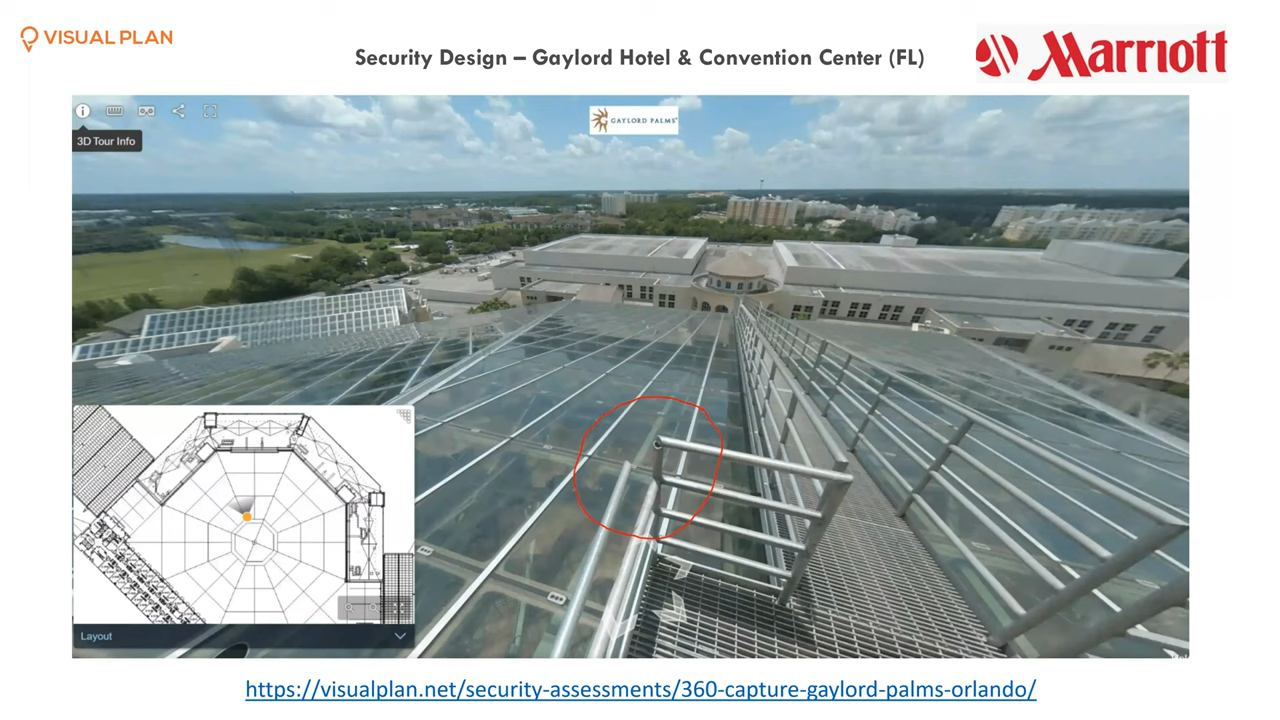 VISUAL PLAN
Security Design – Gaylord Hotel & Convention Center (FL)
Marriott
GAYLORD PALMS
3D Tour Info
Layout
https://visualplan.net/security-assessments/360-capture-gaylord-palms-orlando/